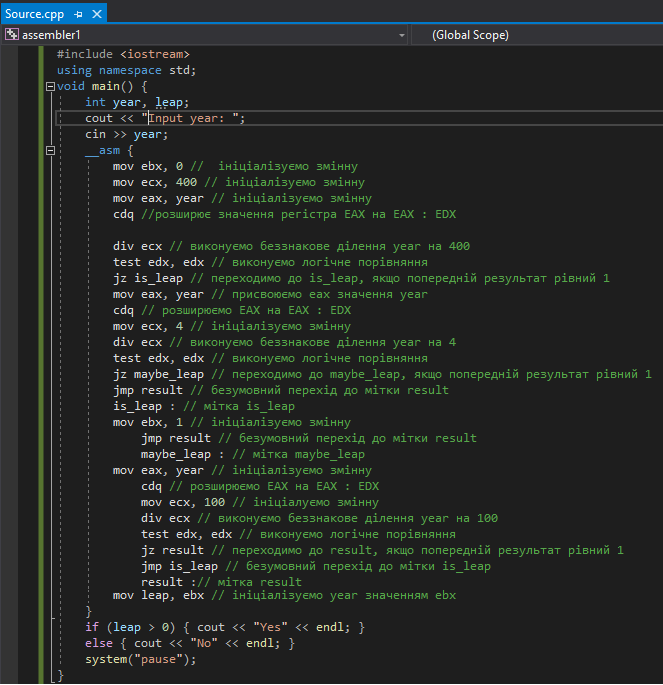 Source.cpp
assembler1 (Global Scope)
#include <iostream>
using namespace std;
void main() {
int year, leap;
cout << "Input year: ";
cin >> year;
__asm {
mov ebx, 0 //  ініціалізуємо змінну
mov ecx, 400 // ініціалізуємо змінну
mov eax, year // ініціалізуємо змінну
cdq //розширює значення регістра EAX на EAX : EDX
div ecx // виконуємо беззнакове ділення year на 400
test edx, edx // виконуємо логічне порівняння
jz is_leap // переходимо до is_leap, якщо попередній результат рівний 1
mov eax, year // присвоюємо eax значення year
cdq // розширюємо EAX на EAX : EDX
mov ecx, 4 // ініціалізуємо змінну
div ecx // виконуємо беззнакове ділення year на 4
test edx, edx // виконуємо логічне порівняння
jz maybe_leap // переходимо до maybe_leap, якщо попередній результат рівний 1
jmp result // безумовний перехід до мітки result
is_leap : // мітка is_leap
mov ebx, 1 // ініціалізуємо змінну
jmp result // безумовний перехід до мітки result
maybe_leap : // мітка maybe_leap
mov eax, year // ініціалізуємо змінну
cdq // розширюємо EAX на EAX : EDX
mov ecx, 100 // ініціалуємо змінну
div ecx // виконуємо беззнакове ділення year на 100
test edx, edx // виконуємо логічне порівняння
jz result // переходимо до result, якщо попередній результат рівний 1
jmp is_leap // безумовний перехід до мітки is_leap
result :// мітка result
mov leap, ebx // ініціалізуємо year значенням ebx
}
if (leap > 0) { cout << "Yes" << endl; }
else { cout << "No" << endl; }
system("pause");
}